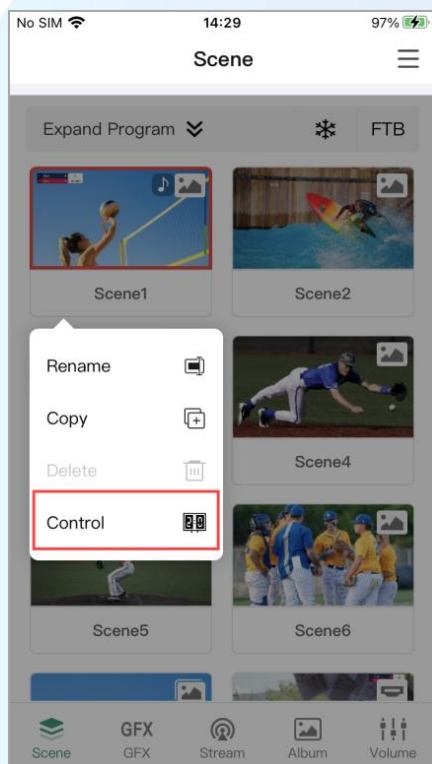 No SIM 14:29 97%
Scene
Expand Program FTB
Scene1 Scene2
Rename
Copy
Delete
Control
Scene4
Scene5 Scene6
GFX
Scene GFX Stream Album Volume